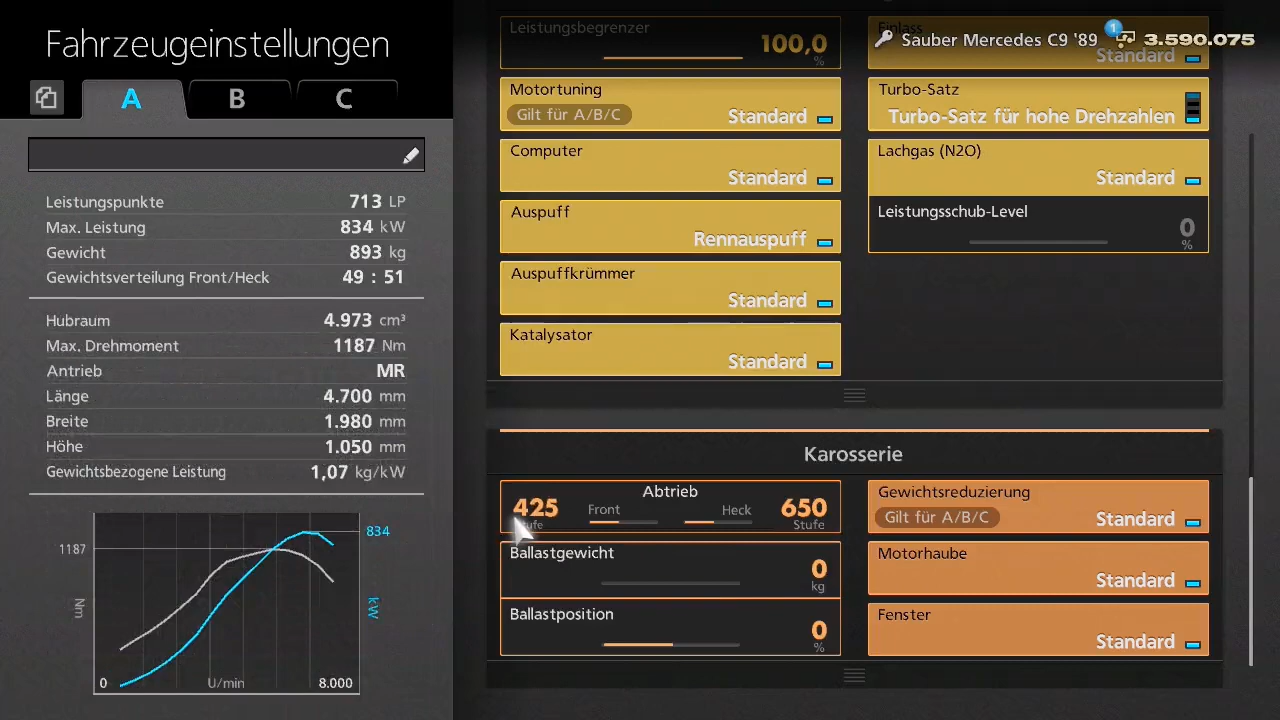 Fahrzeugeinstellungen
A B C
Leistungspunkte 713 LP
Max. Leistung 834 kW
Gewicht 893 kg
Gewichtsverteilung Front/Heck 49 : 51
Hubraum 4.973 cm³
Max. Drehmoment 1187 Nm
Antrieb MR
Länge 4.700 mm
Breite 1.980 mm
Höhe 1.050 mm
Gewichtsbezogene Leistung 1,07 kg/kW
834
1187
Nm
kW
0 U/min 8.000
Leistungsbegrenzer
100,0
%
Motortuning
Gilt für A/B/C Standard
Computer
Standard
Auspuff
Rennauspuff
Auspuffkrümmer
Standard
Katalysator
Standard
1
Sauber Mercedes C9 '89 3.590.075
Einlass
Standard
Turbo-Satz
Turbo-Satz für hohe Drehzahlen
Lachgas (N2O)
Standard
Leistungsschub-Level
0
%
Karosserie
Abtrieb
425 Front Heck 650
Stufe Stufe
Ballastgewicht
0
kg
Ballastposition
0
%
Gewichtsreduzierung
Gilt für A/B/C Standard
Motorhaube
Standard
Fenster
Standard